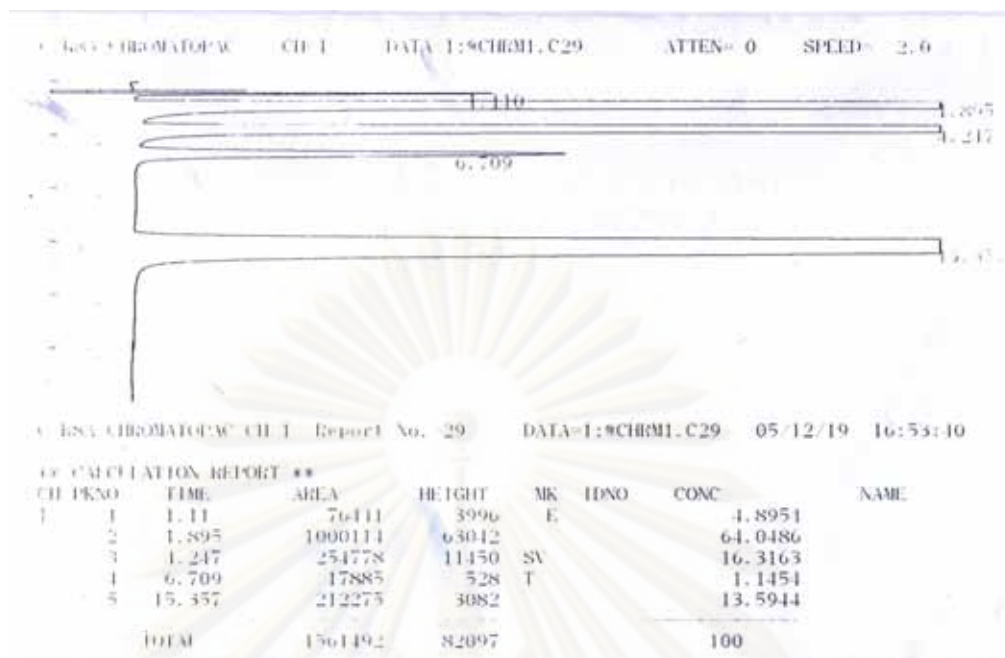 CHROMATOPAC CH 1 DATA 1:@CHRM1.C29 ATTEN= 0 SPEED= 2.0
1.110
1.895
4.247
6.709
CHROMATOPAC CH 1 Report No. 29 DATA=1:@CHRM1.C29 05/12/19 16:53:40
CALCULATION REPORT **
CH PKNO TIME AREA HEIGHT MK IDNO CONC NAME
1 1 1.11 76441 3996 E 4.8954
2 1.895 1000114 63042 64.0486
3 4.247 254778 11450 SV 16.3163
4 6.709 17885 528 T 1.1454
5 15.357 212275 3082 13.5944
TOTAL 1561492 82097 100